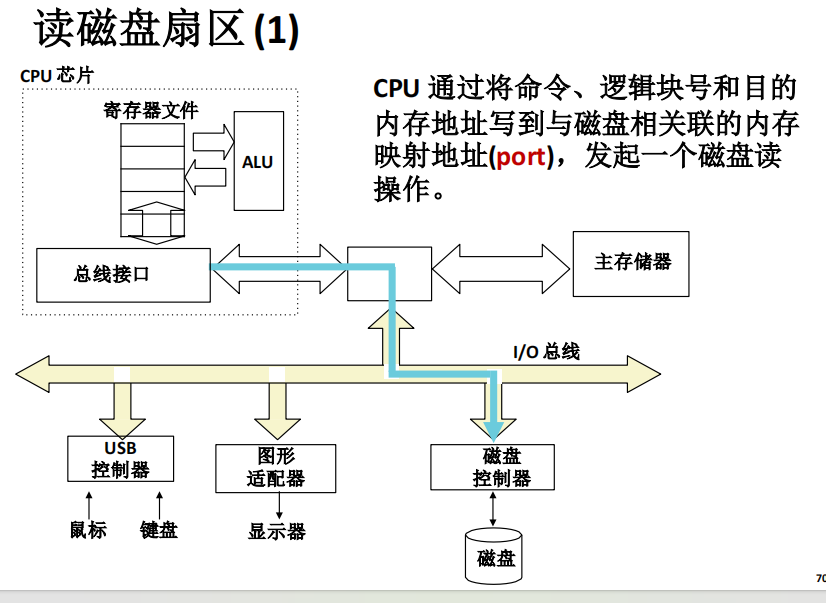 读磁盘扇区 (1)
CPU 芯片
寄存器文件
ALU
CPU 通过将命令、逻辑块号和目的
内存地址写到与磁盘相关联的内存
映射地址(port)，发起一个磁盘读
操作。
总线接口
主存储器
I/O 总线
USB
控制器
图形
适配器
磁盘
控制器
鼠标
键盘
显示器
磁盘